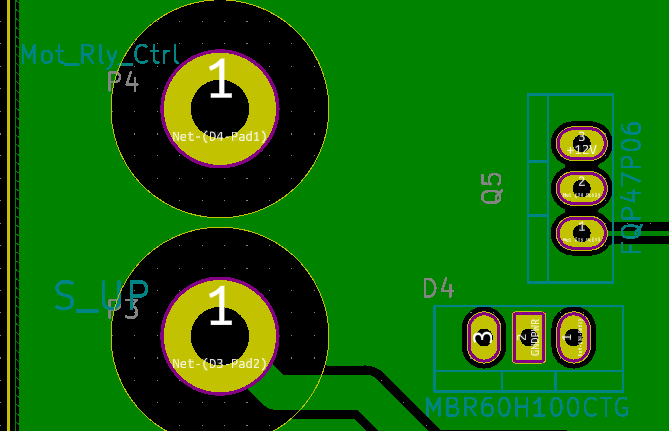 Mot_Rly_Ctrl
P4
1
Net-(D4-Pad1)
S_UP
P3
1
Net-(D3-Pad2)
Q5
3
+12V
2
1
FQP47P06
D4
3
2
GNDPWR
1
MBR60H100CTG